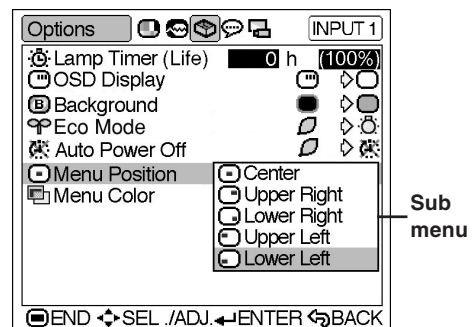 Options INPUT 1
Lamp Timer (Life) 0 h (100%)
OSD Display
B Background
Eco Mode
Auto Power Off
Menu Position
Menu Color
Center
Upper Right
Lower Right
Upper Left
Lower Left
Sub
menu
END SEL ./ADJ. ENTER BACK